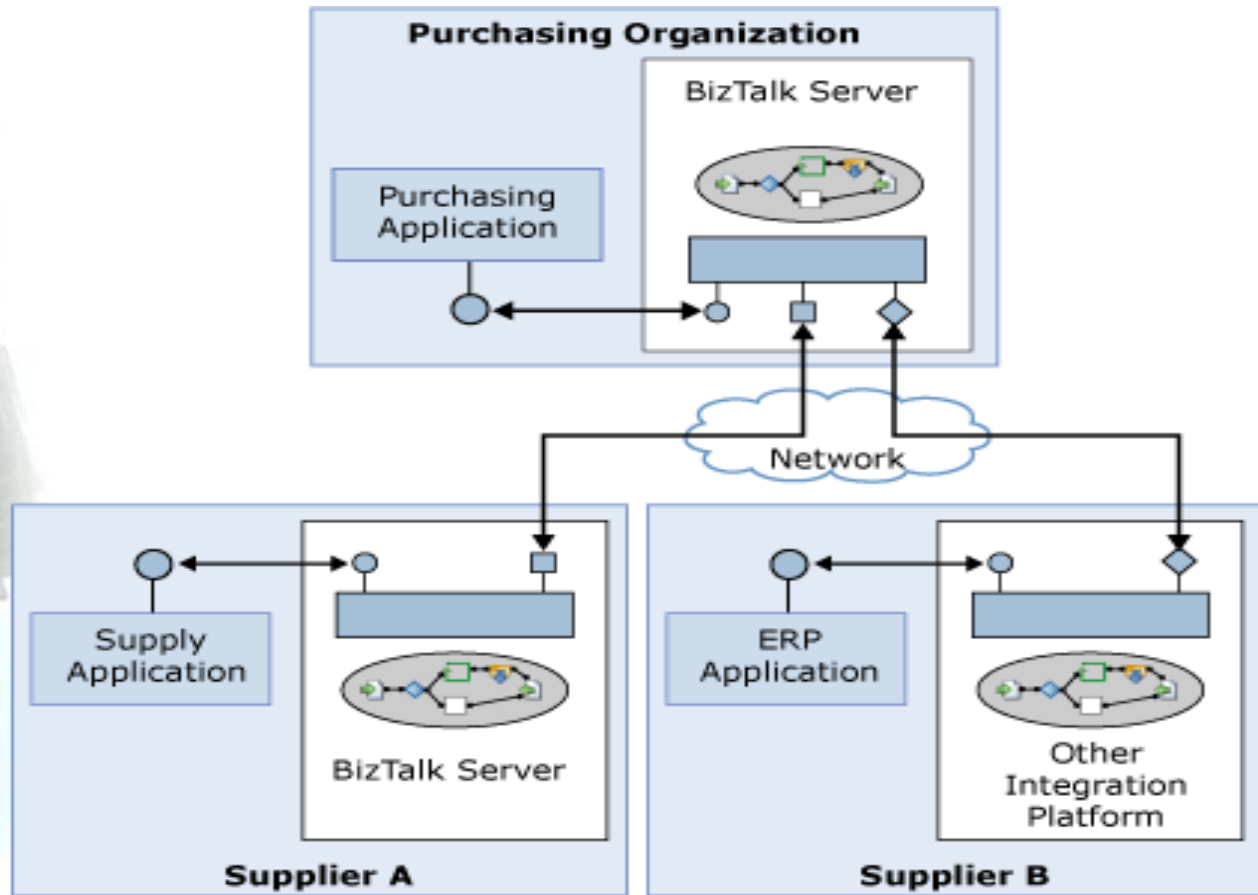 Purchasing Organization
BizTalk Server
Purchasing
Application
Network
Supply
Application
BizTalk Server
Supplier A
ERP
Application
Other
Integration
Platform
Supplier B